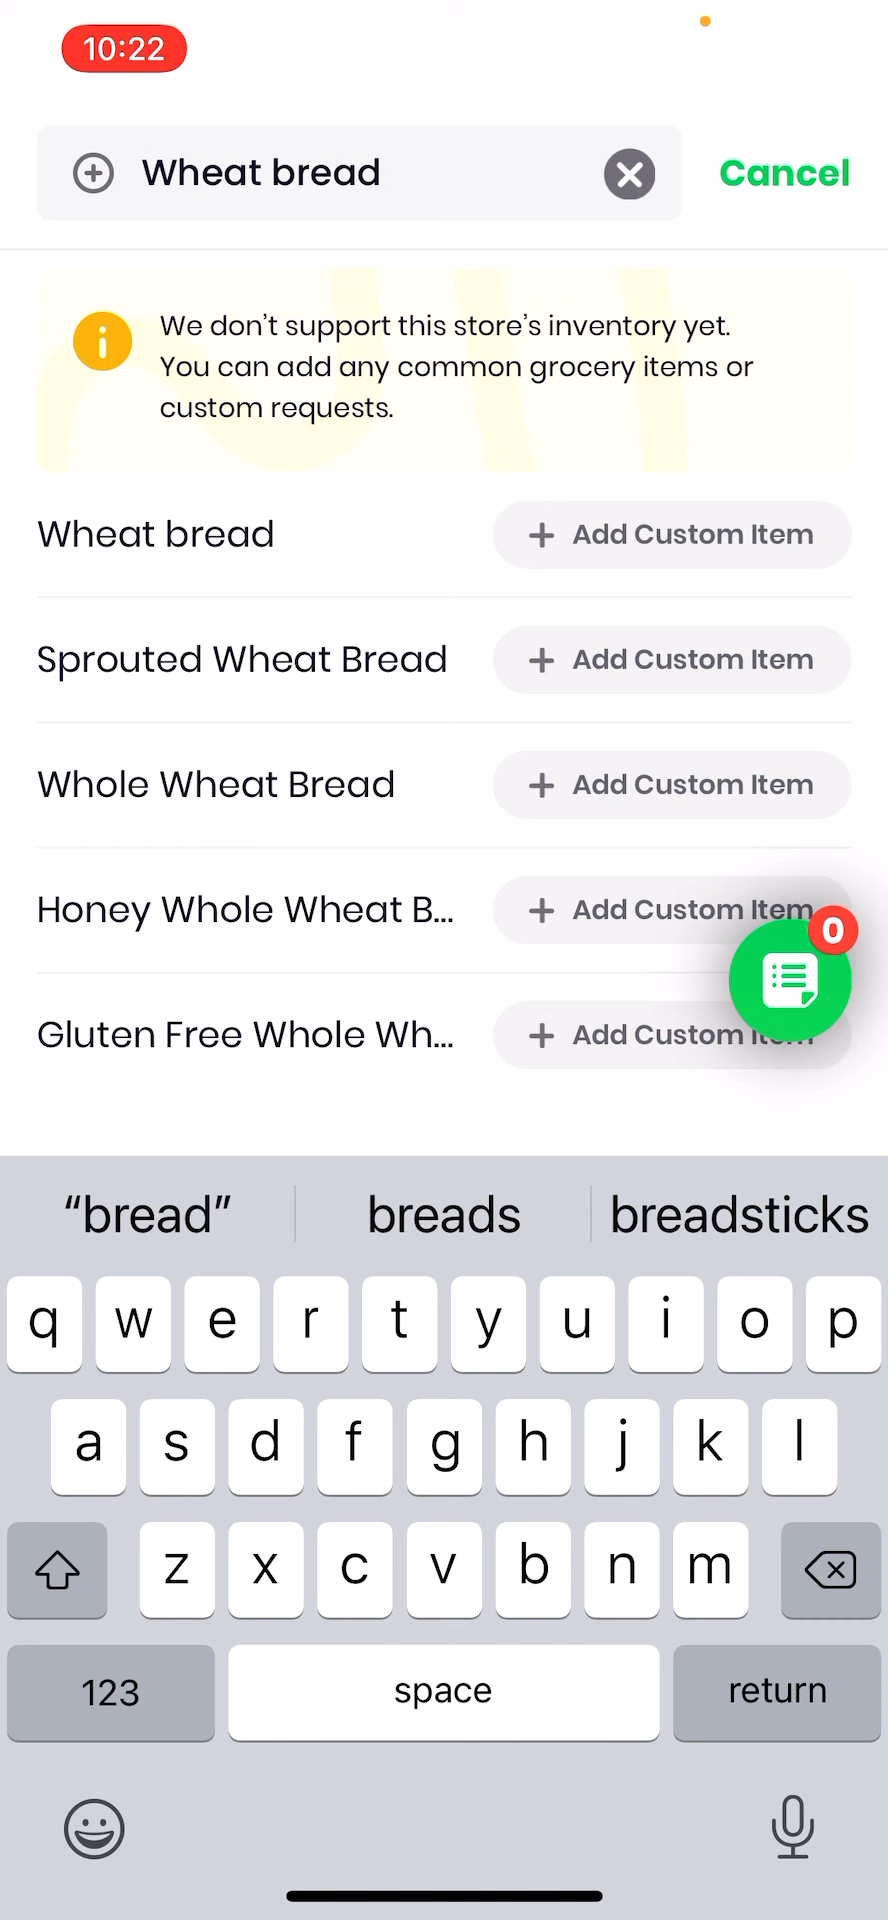 10:22
Wheat bread
Cancel
We don't support this store's inventory yet.
You can add any common grocery items or
custom requests.
Wheat bread
+ Add Custom Item
Sprouted Wheat Bread
+ Add Custom Item
Whole Wheat Bread
+ Add Custom Item
Honey Whole Wheat B...
+ Add Custom Item
0
Gluten Free Whole Wh...
+ Add Custom Item
“bread” breads breadsticks
q w e r t y u i o p
a s d f g h j k l
z x c v b n m
123 space return